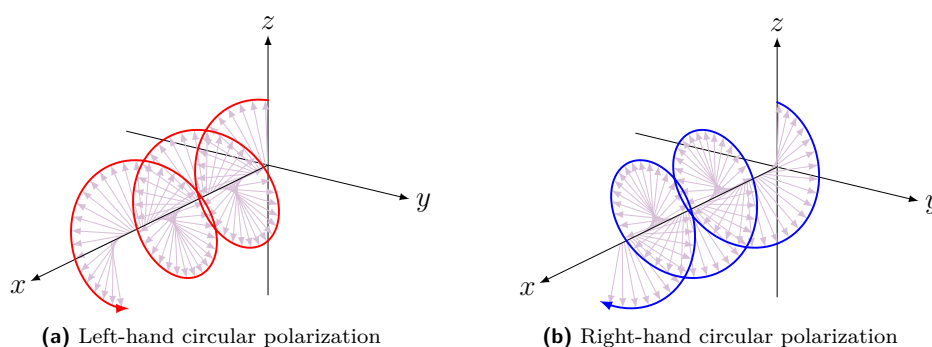 z
y
x
(a) Left-hand circular polarization
z
y
x
(b) Right-hand circular polarization